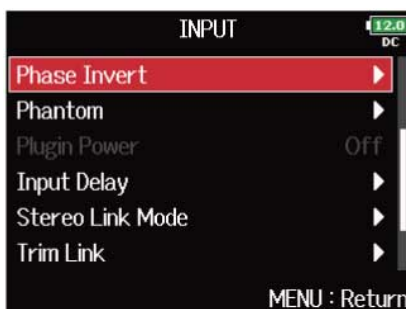 INPUT
12.0
DC
Phase Invert
Phantom
Plugin Power Off
Input Delay
Stereo Link Mode
Trim Link
MENU : Return